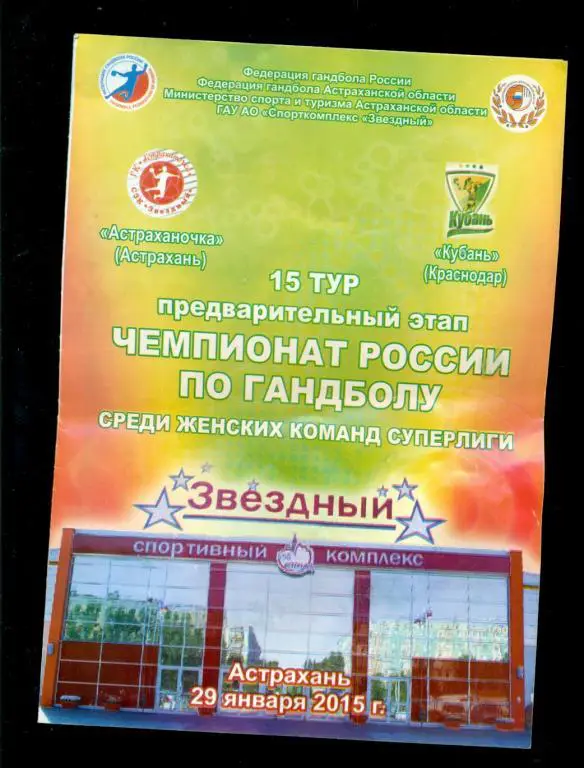 Федерация гандбола России
Федерация гандбола Астраханской области
Министерство спорта и туризма Астраханской области
ГАУ АО «Спорткомплекс «Звездный»
«Астраханочка»
(Астрахань)
Кубань
«Кубань»
(Краснодар)
15 ТУР
предварительный этап
ЧЕМПИОНАТ РОССИИ
ПО ГАНДБОЛУ
СРЕДИ ЖЕНСКИХ КОМАНД СУПЕРЛИГИ
Звёздный
СПОРТИВНЫЙ КОМПЛЕКС
Астрахань
29 января 2015 г.